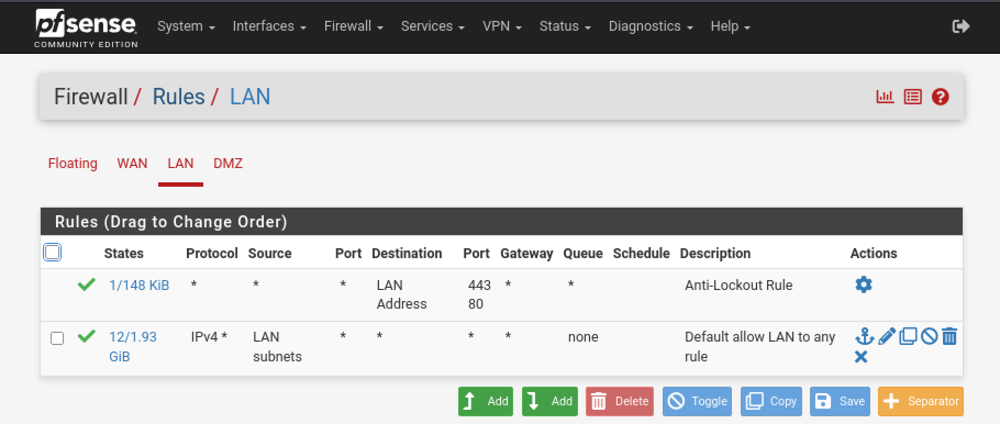 pfsense
COMMUNITY EDITION
System Interfaces Firewall Services VPN Status Diagnostics Help
Firewall / Rules / LAN
Floating WAN LAN DMZ
Rules (Drag to Change Order)
States Protocol Source Port Destination Port Gateway Queue Schedule Description Actions
1/148 KiB * * * LAN 443 * * Anti-Lockout Rule
Address 80
12/1.93 IPv4 * LAN * * * * none Default allow LAN to any
GiB subnets rule
Add Add Delete Toggle Copy Save Separator